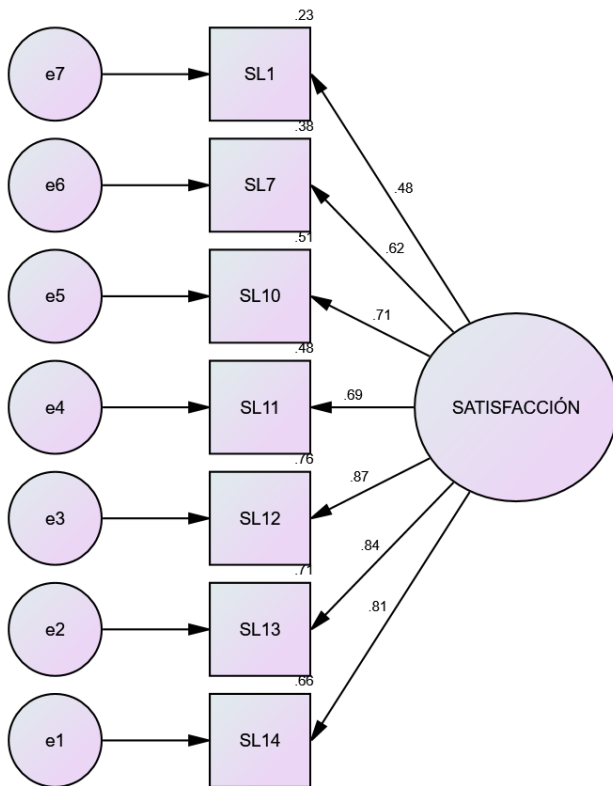 .23
e7
SL1
.48
.38
e6
SL7
.62
.51
e5
SL10
.71
.48
e4
SL11
.69
SATISFACCIÓN
.76
e3
SL12
.87
.71
e2
SL13
.84
.66
e1
SL14
.81